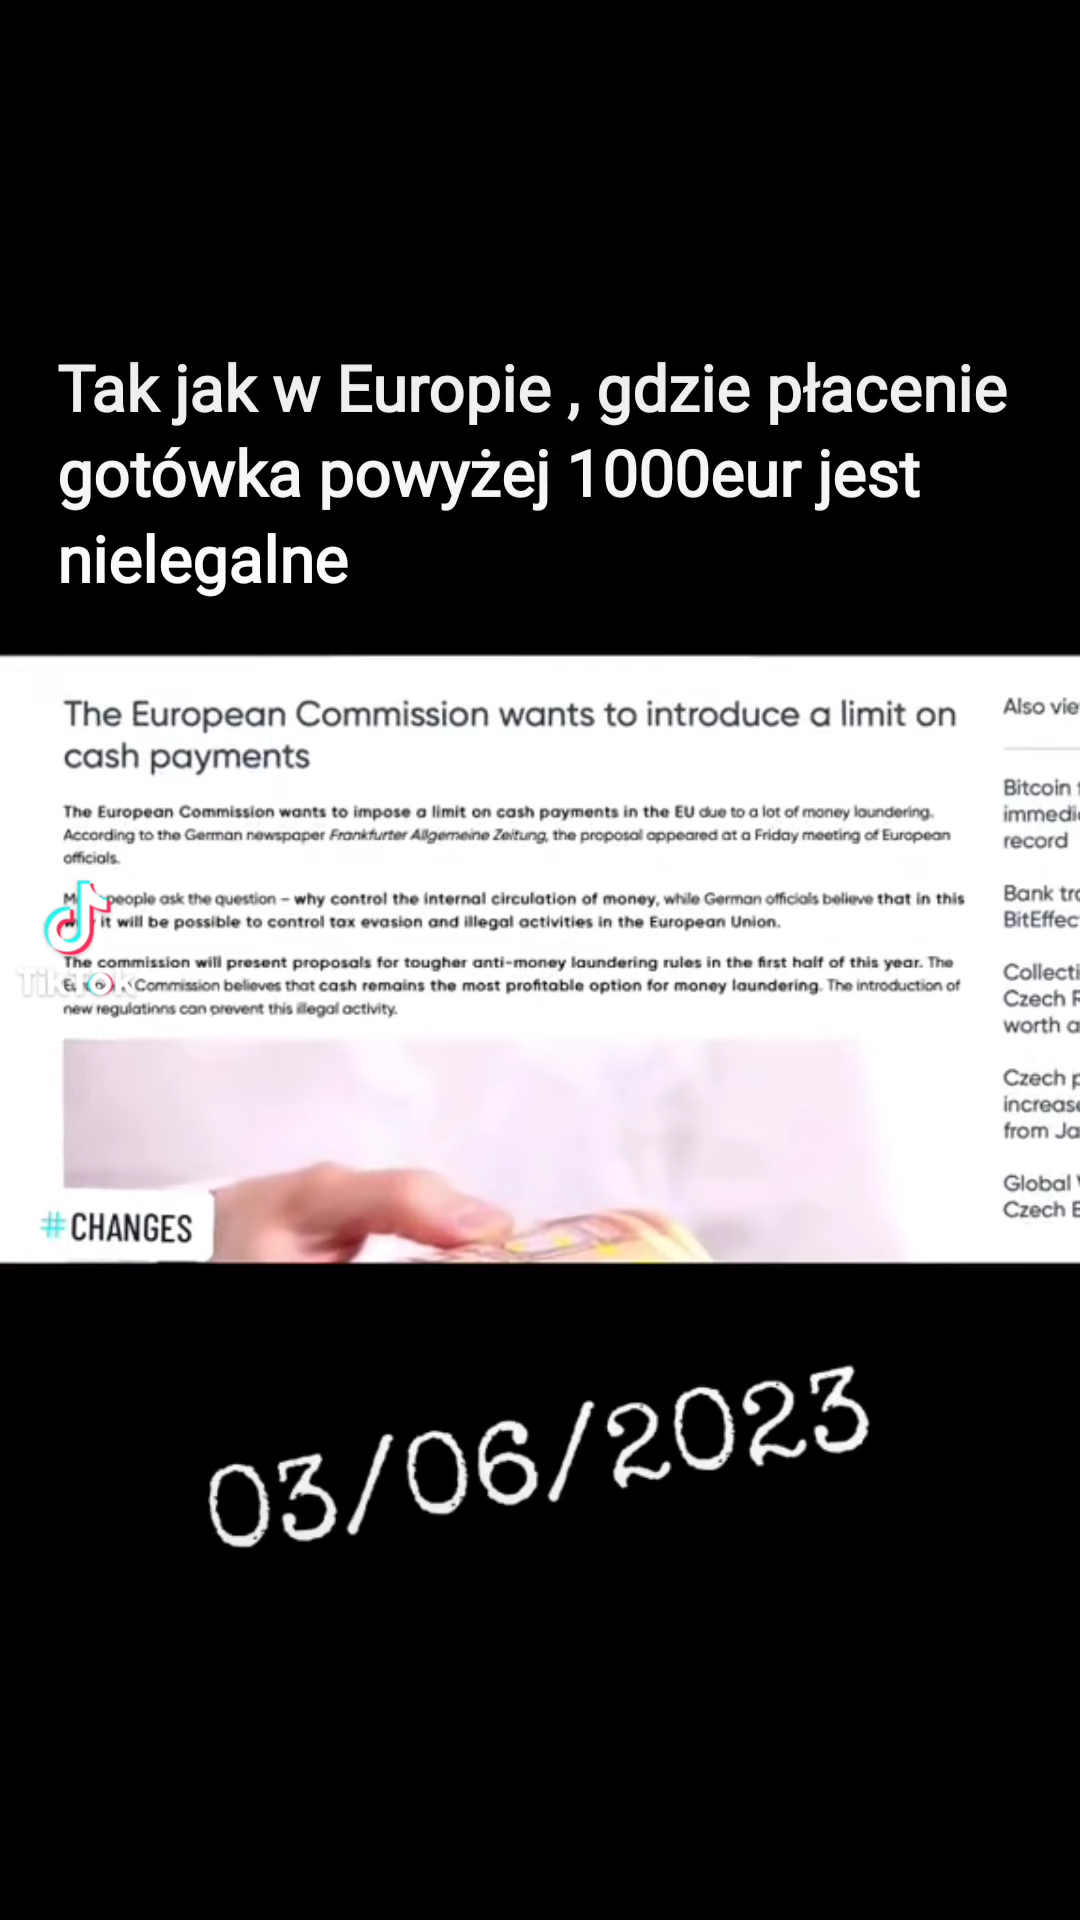 Tak jak w Europie , gdzie płacenie
gotówka powyżej 1000eur jest
nielegalne
The European Commission wants to introduce a limit on
cash payments
The European Commission wants to impose a limit on cash payments in the EU due to a lot of money laundering.
According to the German newspaper Frankfurter Allgemeine Zeitung, the proposal appeared at a Friday meeting of European
officials.
people ask the question – why control the internal circulation of money, while German officials believe that in this
it will be possible to control tax evasion and illegal activities in the European Union.
The commission will present proposals for tougher anti-money laundering rules in the first half of this year. The
Commission believes that cash remains the most profitable option for money laundering. The introduction of
new regulations can prevent this illegal activity.
TikTok
Also
Bitcoin
record
Bank
Czech
worth
Czech
from
Global
Czech
#CHANGES
03/06/2023